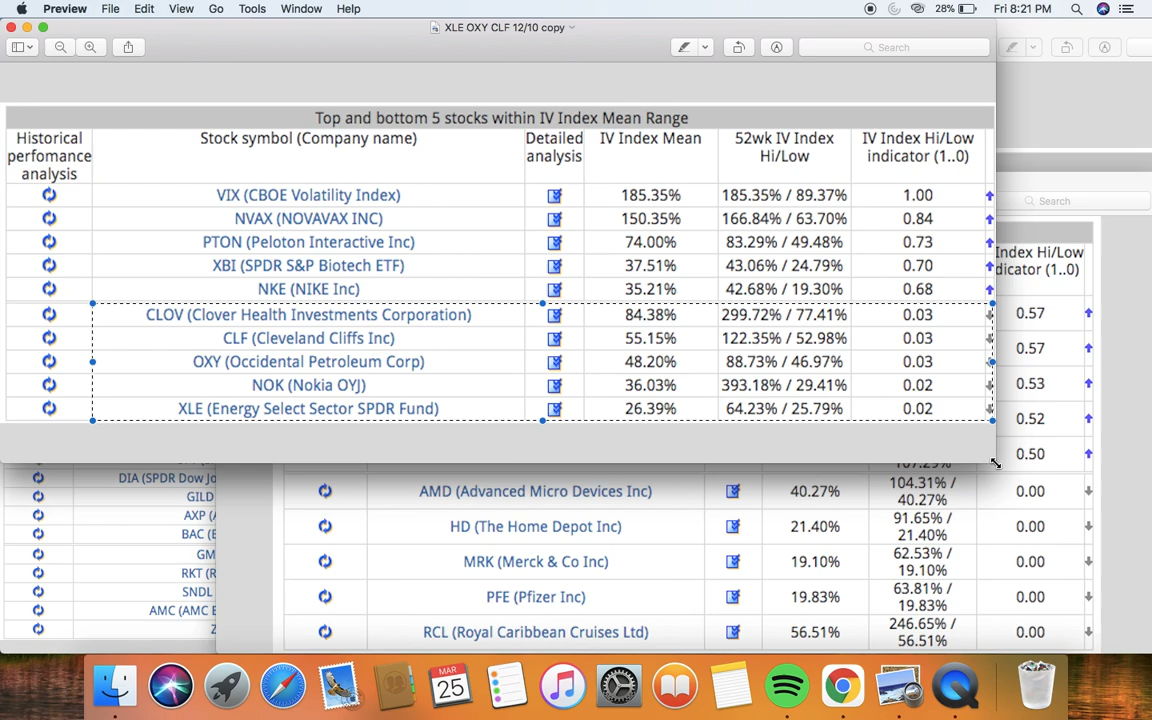 Preview File Edit View Go Tools Window Help 28% Fri 8:21 PM
XLE OXY CLF 12/10 copy
Search
Top and bottom 5 stocks within IV Index Mean Range
Historical perfomance analysis Stock symbol (Company name) Detailed analysis IV Index Mean 52wk IV Index Hi/Low IV Index Hi/Low indicator (1..0)
VIX (CBOE Volatility Index) 185.35% 185.35% / 89.37% 1.00
NVAX (NOVAVAX INC) 150.35% 166.84% / 63.70% 0.84
PTON (Peloton Interactive Inc) 74.00% 83.29% / 49.48% 0.73
XBI (SPDR S&P Biotech ETF) 37.51% 43.06% / 24.79% 0.70
NKE (NIKE Inc) 35.21% 42.68% / 19.30% 0.68
CLOV (Clover Health Investments Corporation) 84.38% 299.72% / 77.41% 0.03
CLF (Cleveland Cliffs Inc) 55.15% 122.35% / 52.98% 0.03
OXY (Occidental Petroleum Corp) 48.20% 88.73% / 46.97% 0.03
NOK (Nokia OYJ) 36.03% 393.18% / 29.41% 0.02
XLE (Energy Select Sector SPDR Fund) 26.39% 64.23% / 25.79% 0.02
Search
Index Hi/Low
dicator (1..0)
0.57
0.57
0.53
0.52
0.50
AMD (Advanced Micro Devices Inc) 40.27% 104.31% / 40.27% 0.00
HD (The Home Depot Inc) 21.40% 91.65% / 21.40% 0.00
MRK (Merck & Co Inc) 19.10% 62.53% / 19.10% 0.00
PFE (Pfizer Inc) 19.83% 63.81% / 19.83% 0.00
RCL (Royal Caribbean Cruises Ltd) 56.51% 246.65% / 56.51% 0.00
DIA (SPDR Dow Jo
GILD
AXP (
BAC (
GM
RKT (R
SNDL
AMC (AMC
MAR
25